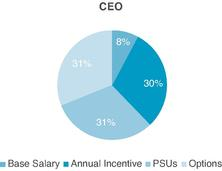 CEO
8%
30%
31%
31%
Base Salary Annual Incentive PSUs Options